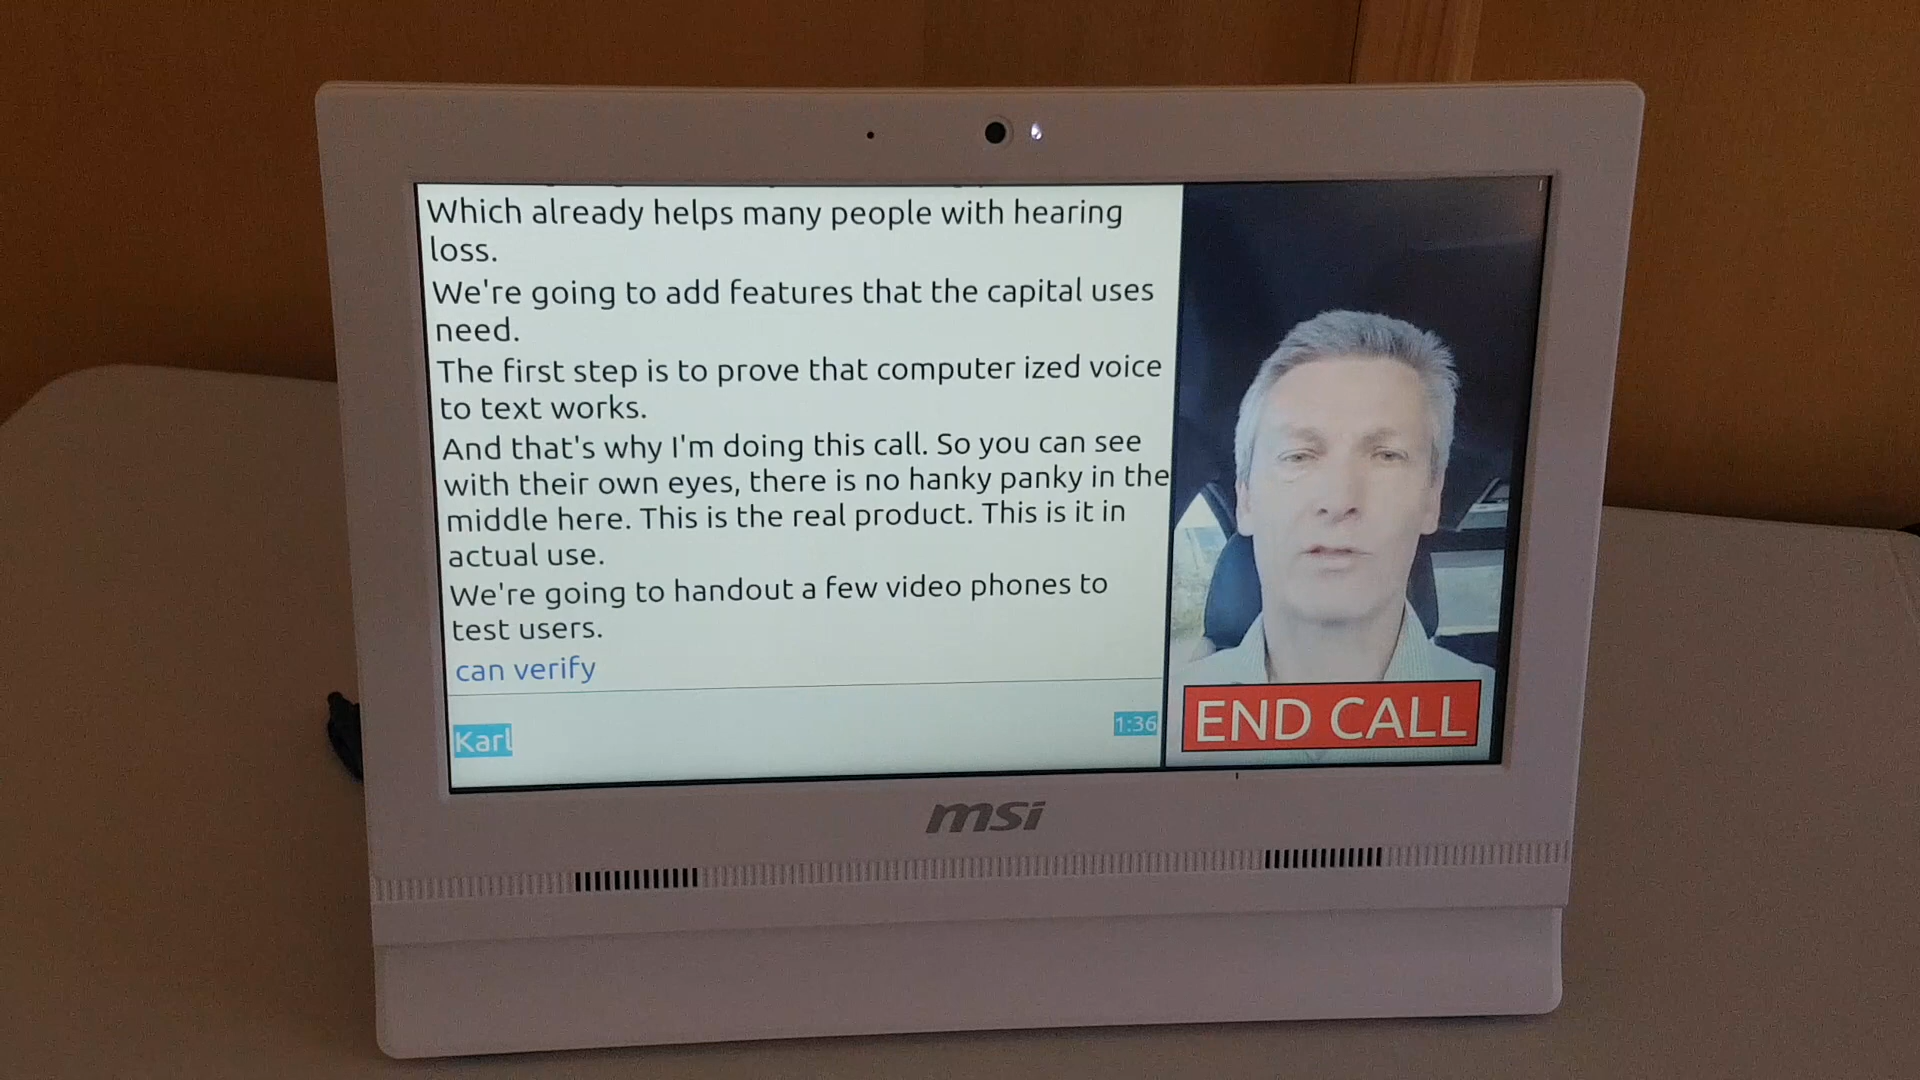 Which already helps many people with hearing
loss.
We're going to add features that the capital uses
need.
The first step is to prove that computer ized voice
to text works.
And that's why I'm doing this call. So you can see
with their own eyes, there is no hanky panky in the
middle here. This is the real product. This is it in
actual use.
We're going to handout a few video phones to
test users.
can verify
Karl
1:36
END CALL
msi